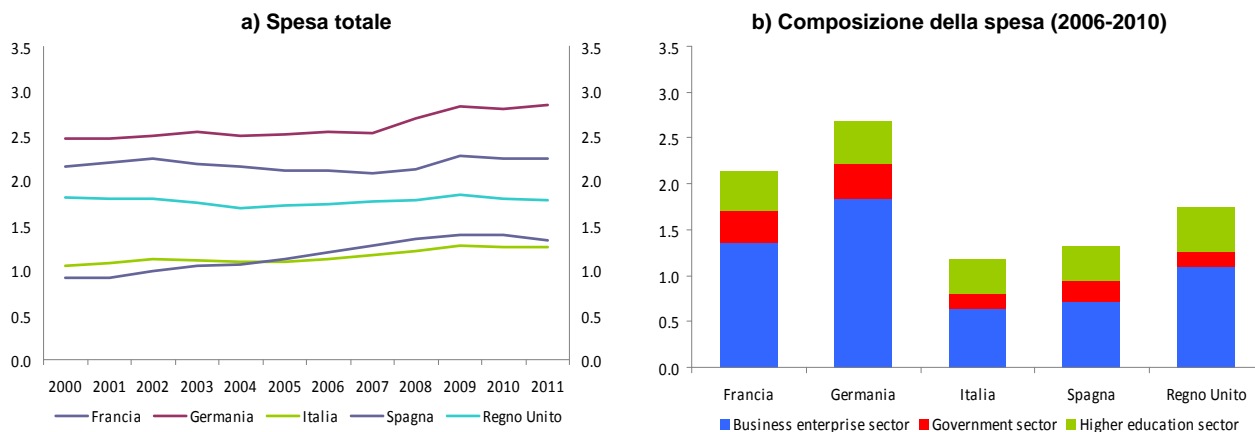 a) Spesa totale
3.5 3.5
3.0 3.0
2.5 2.5
2.0 2.0
1.5 1.5
1.0 1.0
0.5 0.5
0.0 0.0
2000 2001 2002 2003 2004 2005 2006 2007 2008 2009 2010 2011
Francia Germania Italia Spagna Regno Unito
b) Composizione della spesa (2006-2010)
3.5
3.0
2.5
2.0
1.5
1.0
0.5
0.0
Francia Germania Italia Spagna Regno Unito
Business enterprise sector Government sector Higher education sector